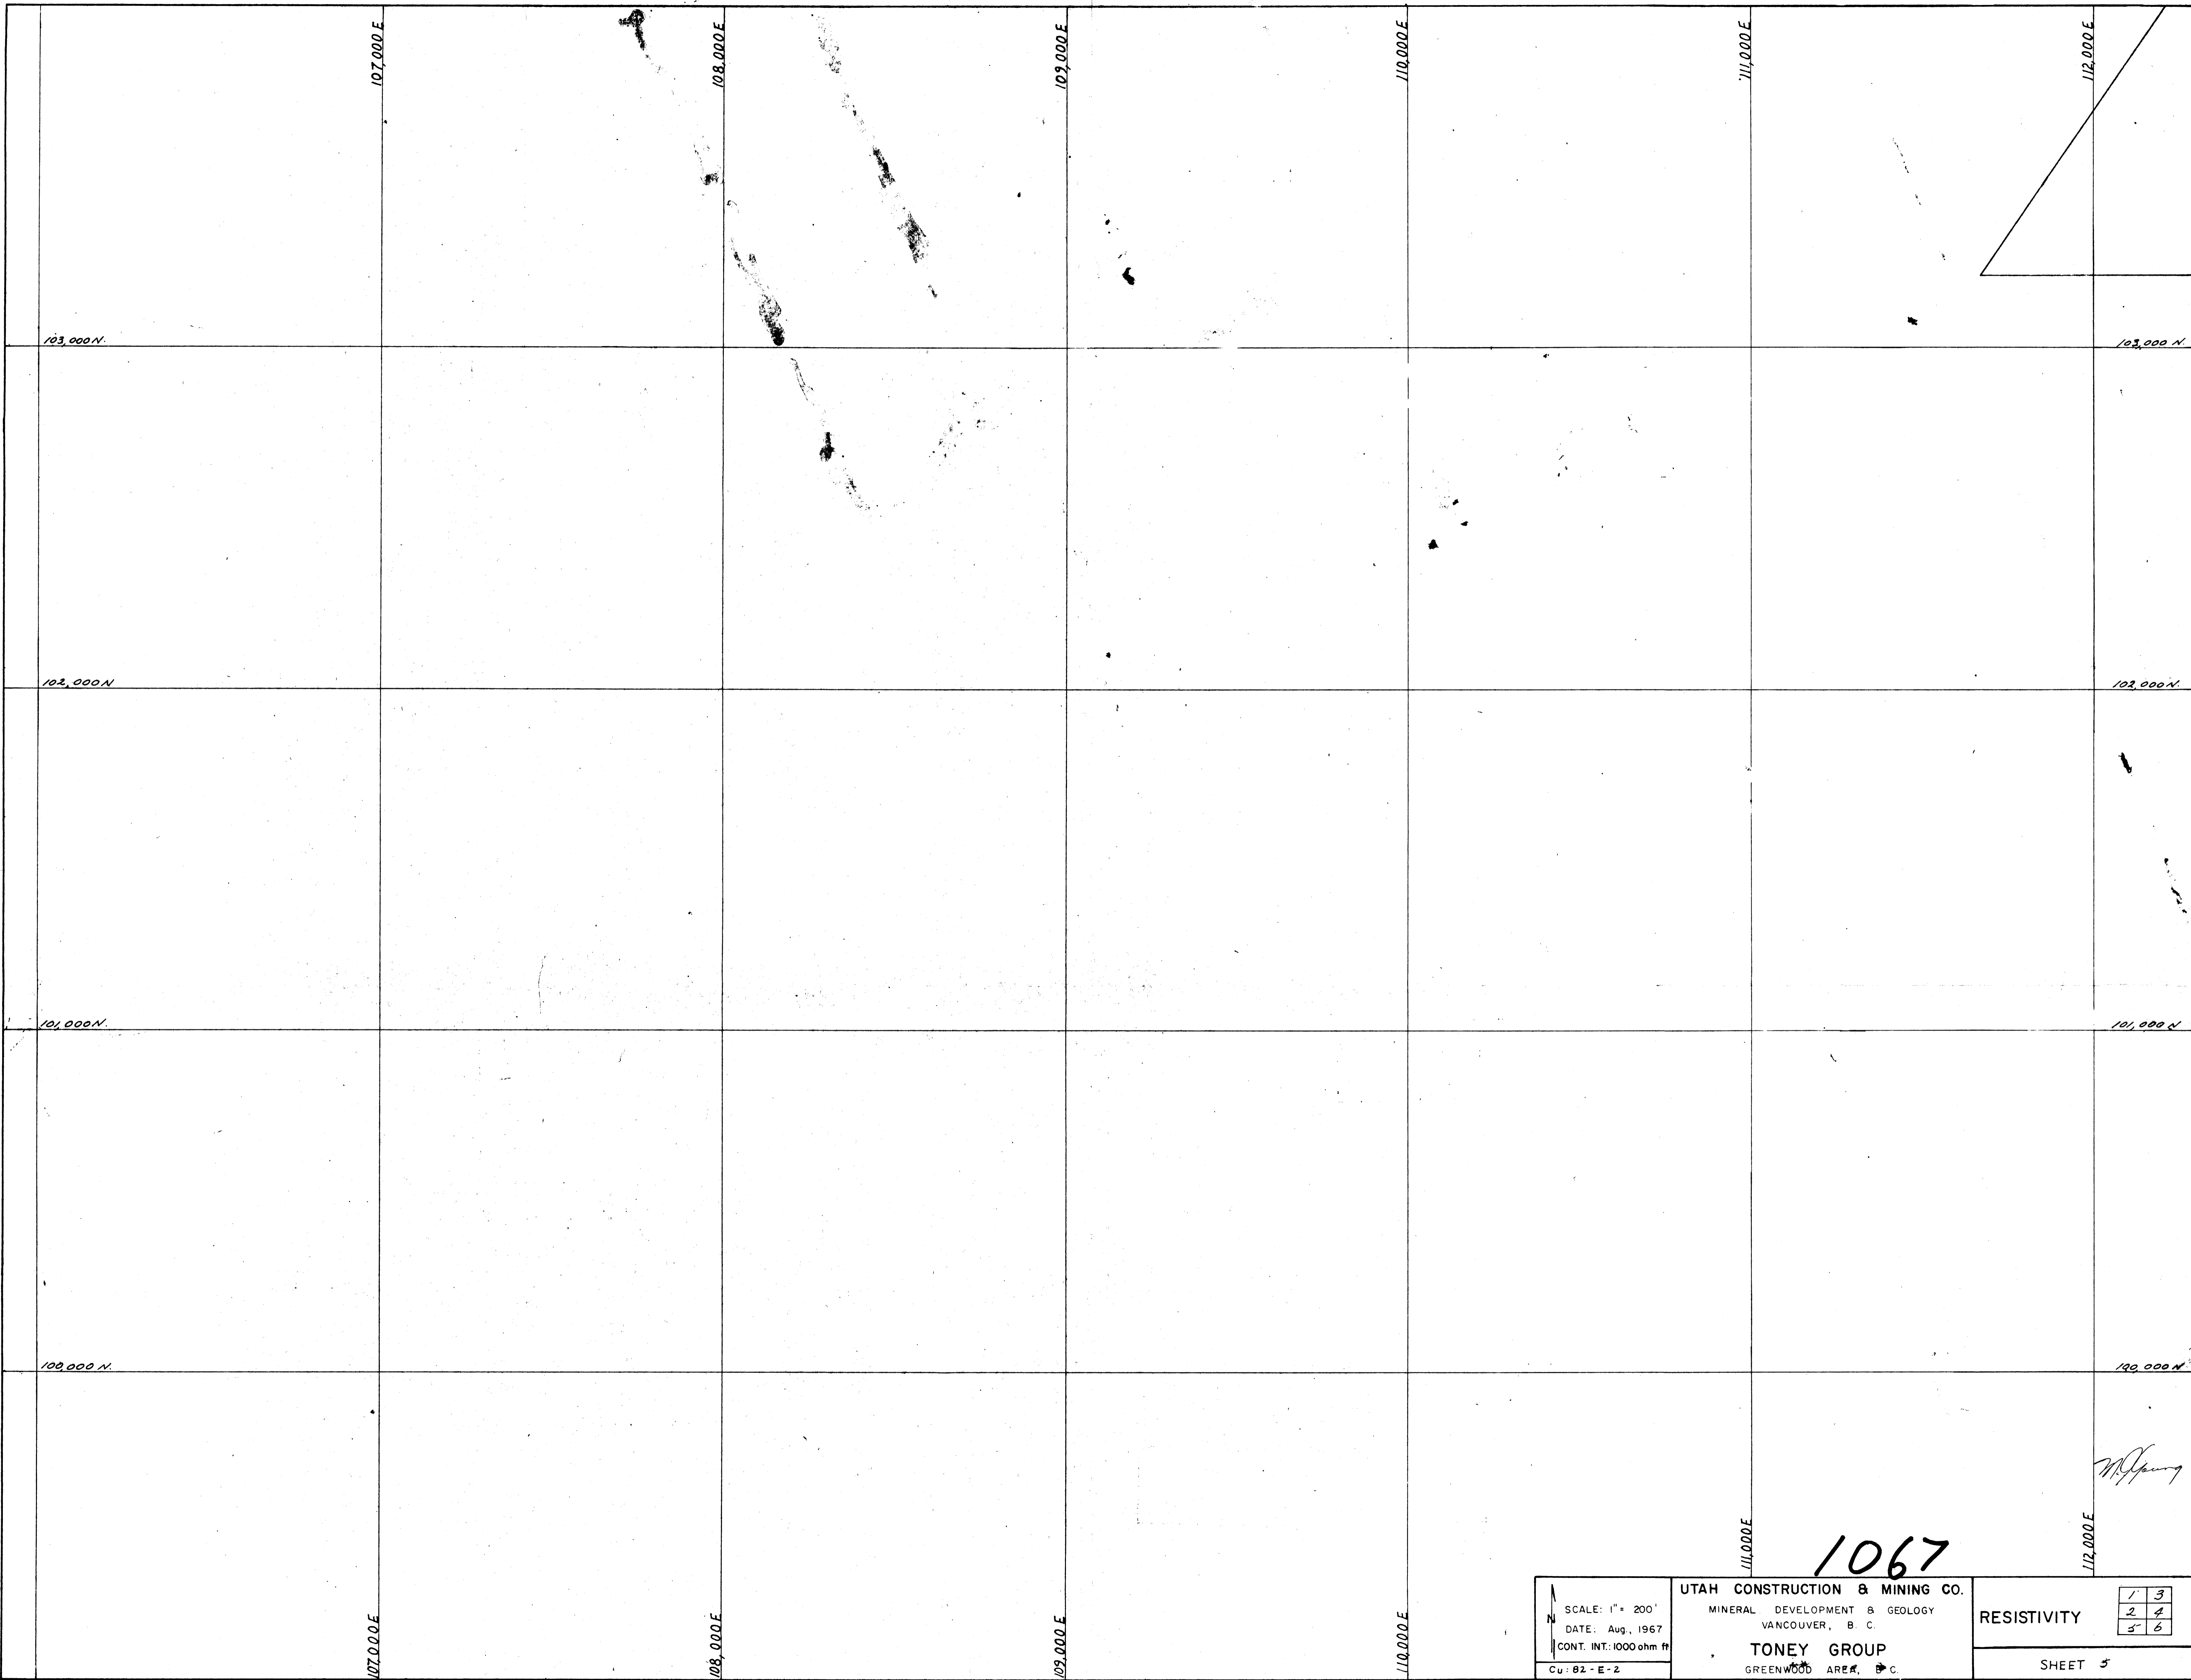 107,000 E
108,000 E
109,000 E
110,000 E
111,000 E
112,000 E
103,000 N.
103,000 N
102,000 N
102,000 N.
101,000 N.
101,000 N
100,000 N.
100,000 N
107,000 E
108,000 E
109,000 E
110,000 E
111,000 E
112,000 E
1067
N
SCALE: 1" = 200'
DATE: Aug., 1967
CONT. INT.: 1000 ohm ft
Cu: 82-E-2
UTAH CONSTRUCTION & MINING CO.
MINERAL DEVELOPMENT & GEOLOGY
VANCOUVER, B. C.
TONEY GROUP
GREENWOOD AREA, B. C.
RESISTIVITY
1 3
2 4
5 6
SHEET 5